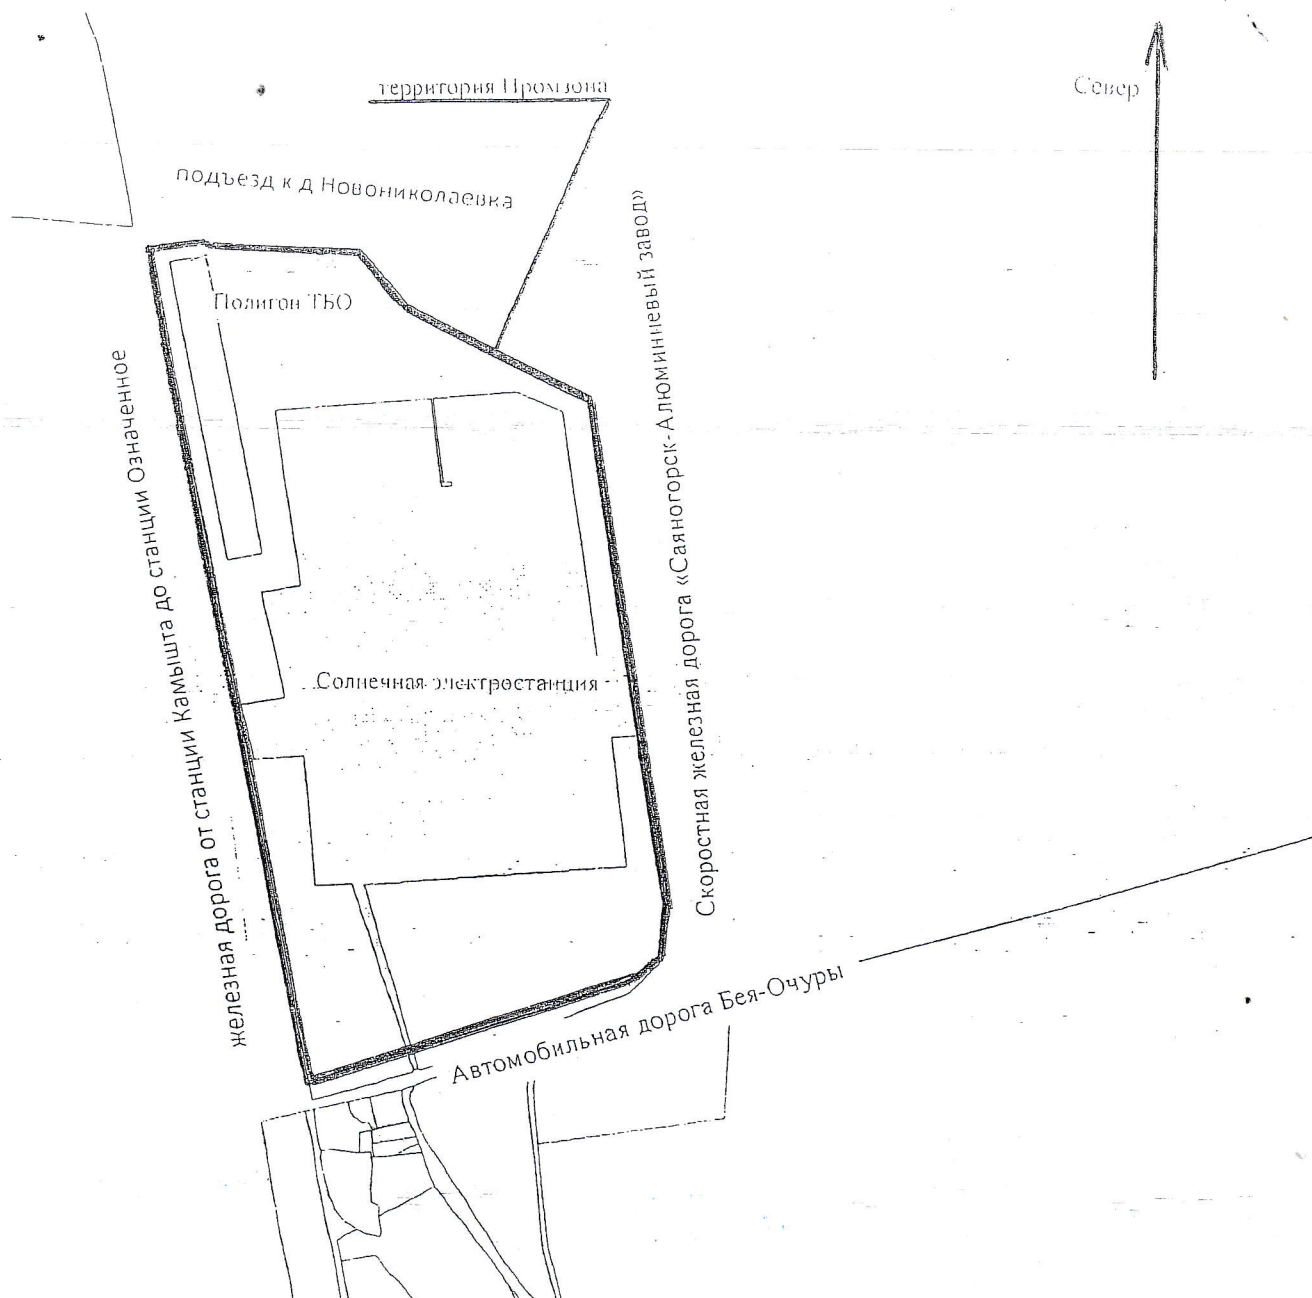 территория Промзона
Север
подъезд к д Новониколаевка
Полигон ТБО
железная дорога от станции Камышта до станции Означенное
Скоростная железная дорога «Саяногорск-Алюминиевый завод»
Солнечная электростанция
Автомобильная дорога Бея-Очуры